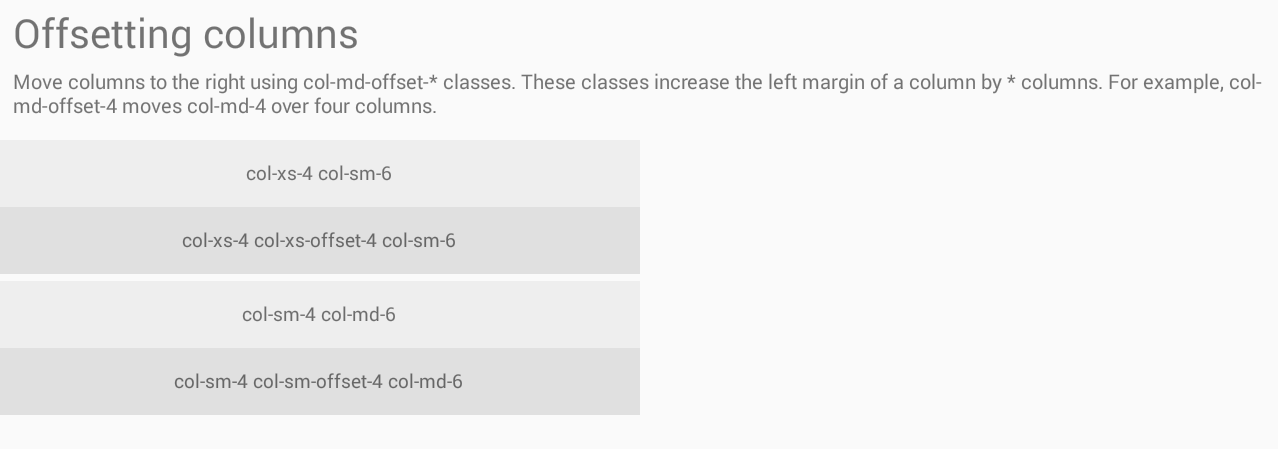 Offsetting columns
Move columns to the right using col-md-offset-* classes. These classes increase the left margin of a column by * columns. For example, col-
md-offset-4 moves col-md-4 over four columns.
col-xs-4 col-sm-6
col-xs-4 col-xs-offset-4 col-sm-6
col-sm-4 col-md-6
col-sm-4 col-sm-offset-4 col-md-6